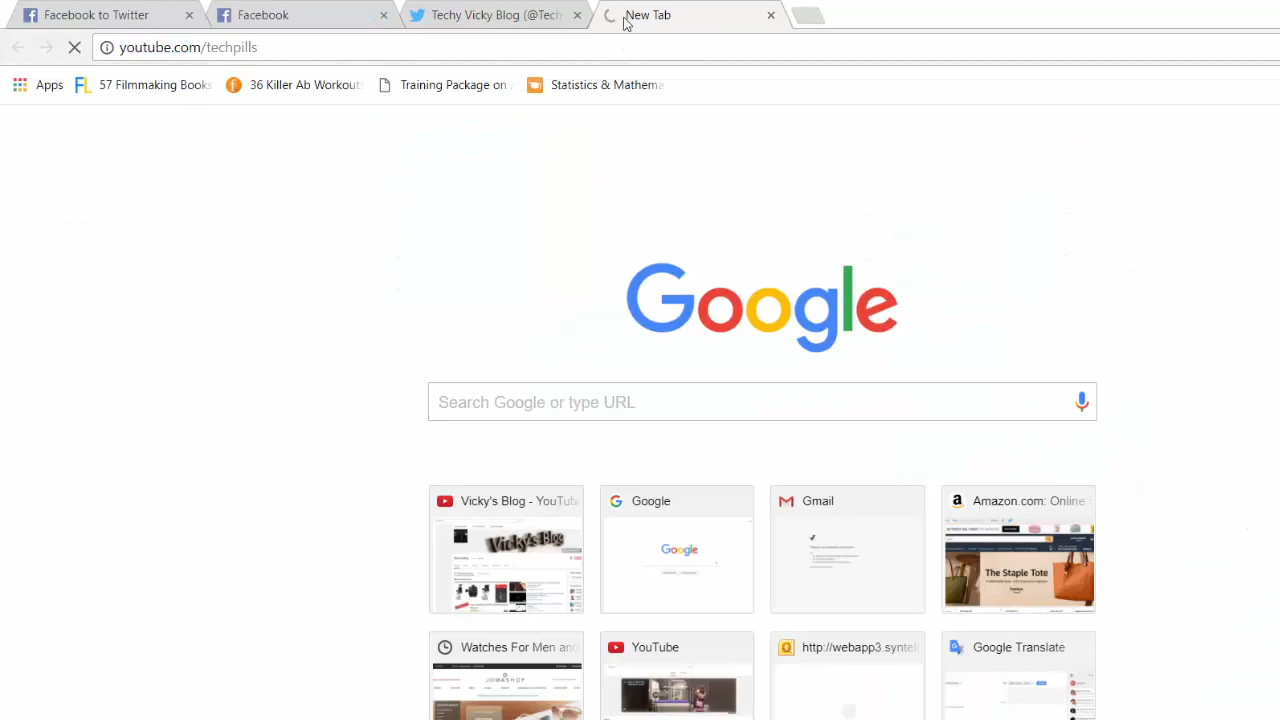 Facebook to Twitter
Facebook
Techy Vicky Blog (@Tech
New Tab
youtube.com/techpills
Apps
57 Filmmaking Books
36 Killer Ab Workout
Training Package on
Statistics & Mathema
Google
Search Google or type URL
Vicky's Blog - YouTub
Google
Gmail
Amazon.com: Online
Vicky's Blog
Google
The Staple Tote
Watches For Men and
YouTube
http://webapp3.syntel
Google Translate
JOMASHOP